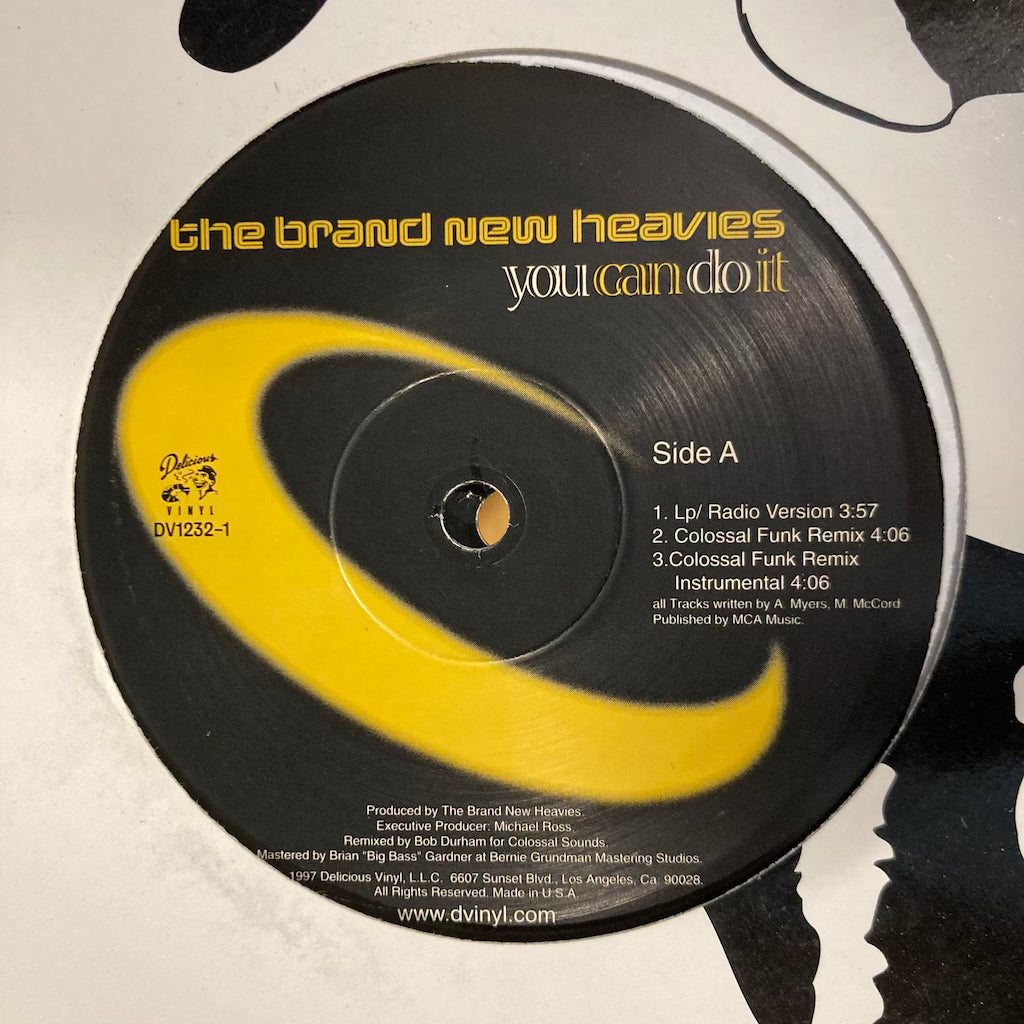 the brand new heavies
you can do it
Delicious
VINYL
DV1232-1
Side A
1. Lp/ Radio Version 3:57
2. Colossal Funk Remix 4:06
3.Colossal Funk Remix
Instrumental 4:06
all Tracks written by A. Myers, M. McCord
Published by MCA Music.
Produced by The Brand New Heavies.
Executive Producer: Michael Ross.
Remixed by Bob Durham for Colossal Sounds.
Mastered by Brian "Big Bass" Gardner at Bernie Grundman Mastering Studios.
1997 Delicious Vinyl, L.L.C. 6607 Sunset Blvd., Los Angeles, Ca. 90028.
All Rights Reserved. Made in U.S.A
www.dvinyl.com